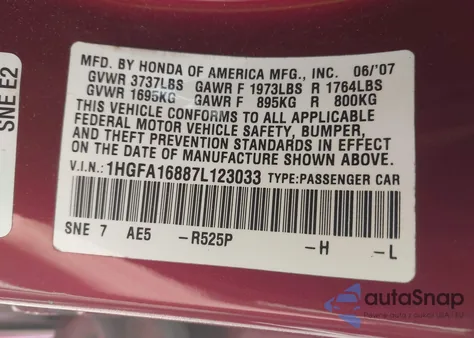 SNE E2
MFD. BY HONDA OF AMERICA MFG., INC. 06/'07
GVWR 3737LBS GAWR F 1973LBS R 1764LBS
GVWR 1695KG GAWR F 895KG R 800KG
THIS VEHICLE CONFORMS TO ALL APPLICABLE
FEDERAL MOTOR VEHICLE SAFETY, BUMPER,
AND THEFT PREVENTION STANDARDS IN EFFECT
ON THE DATE OF MANUFACTURE SHOWN ABOVE.
V.I.N.: 1HGFA16887L123033 TYPE:PASSENGER CAR
SNE 7 AE5 -R525P -H -L
autoSnap